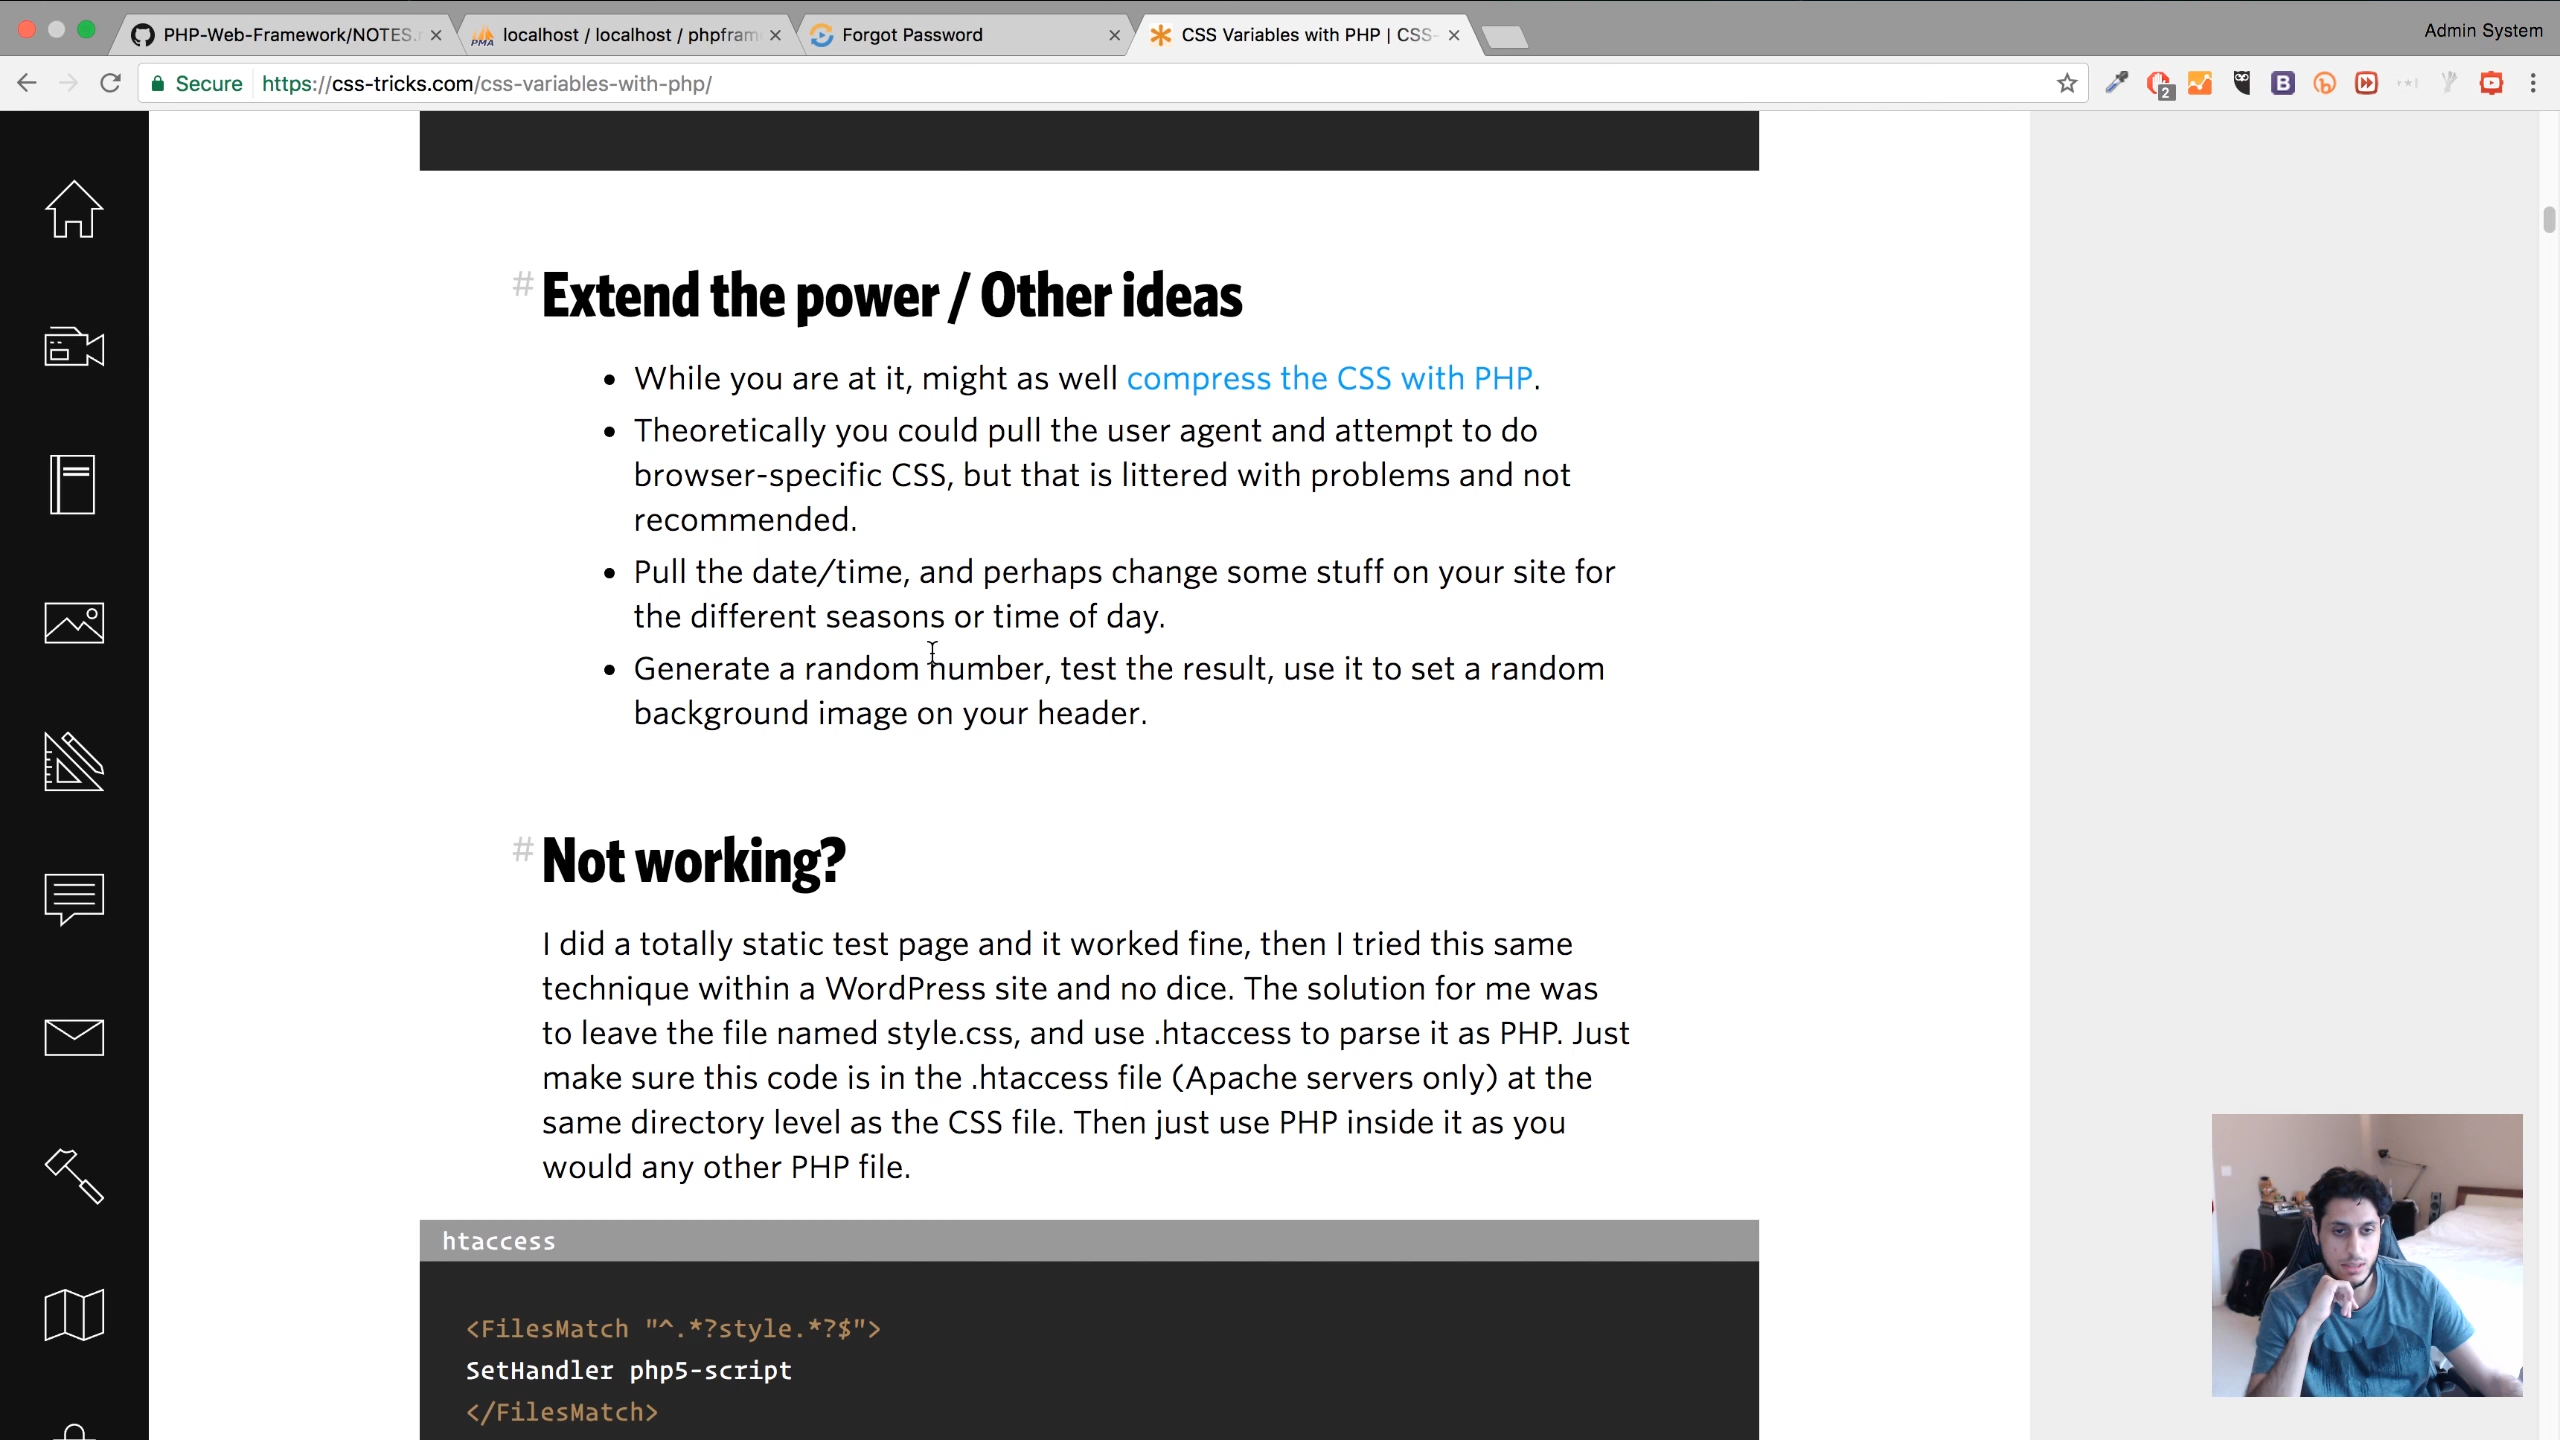 PHP-Web-Framework/NOTES.
localhost / localhost / phpfram
Forgot Password
CSS Variables with PHP | CSS-
Admin System
PMA
Secure
https://css-tricks.com/css-variables-with-php/
2
B
# Extend the power / Other ideas
• While you are at it, might as well compress the CSS with PHP.
• Theoretically you could pull the user agent and attempt to do
browser-specific CSS, but that is littered with problems and not
recommended.
• Pull the date/time, and perhaps change some stuff on your site for
the different seasons or time of day.
• Generate a random number, test the result, use it to set a random
background image on your header.
# Not working?
I did a totally static test page and it worked fine, then I tried this same
technique within a WordPress site and no dice. The solution for me was
to leave the file named style.css, and use .htaccess to parse it as PHP. Just
make sure this code is in the .htaccess file (Apache servers only) at the
same directory level as the CSS file. Then just use PHP inside it as you
would any other PHP file.
htaccess
<FilesMatch "^.*?style.*?$">
SetHandler php5-script
</FilesMatch>